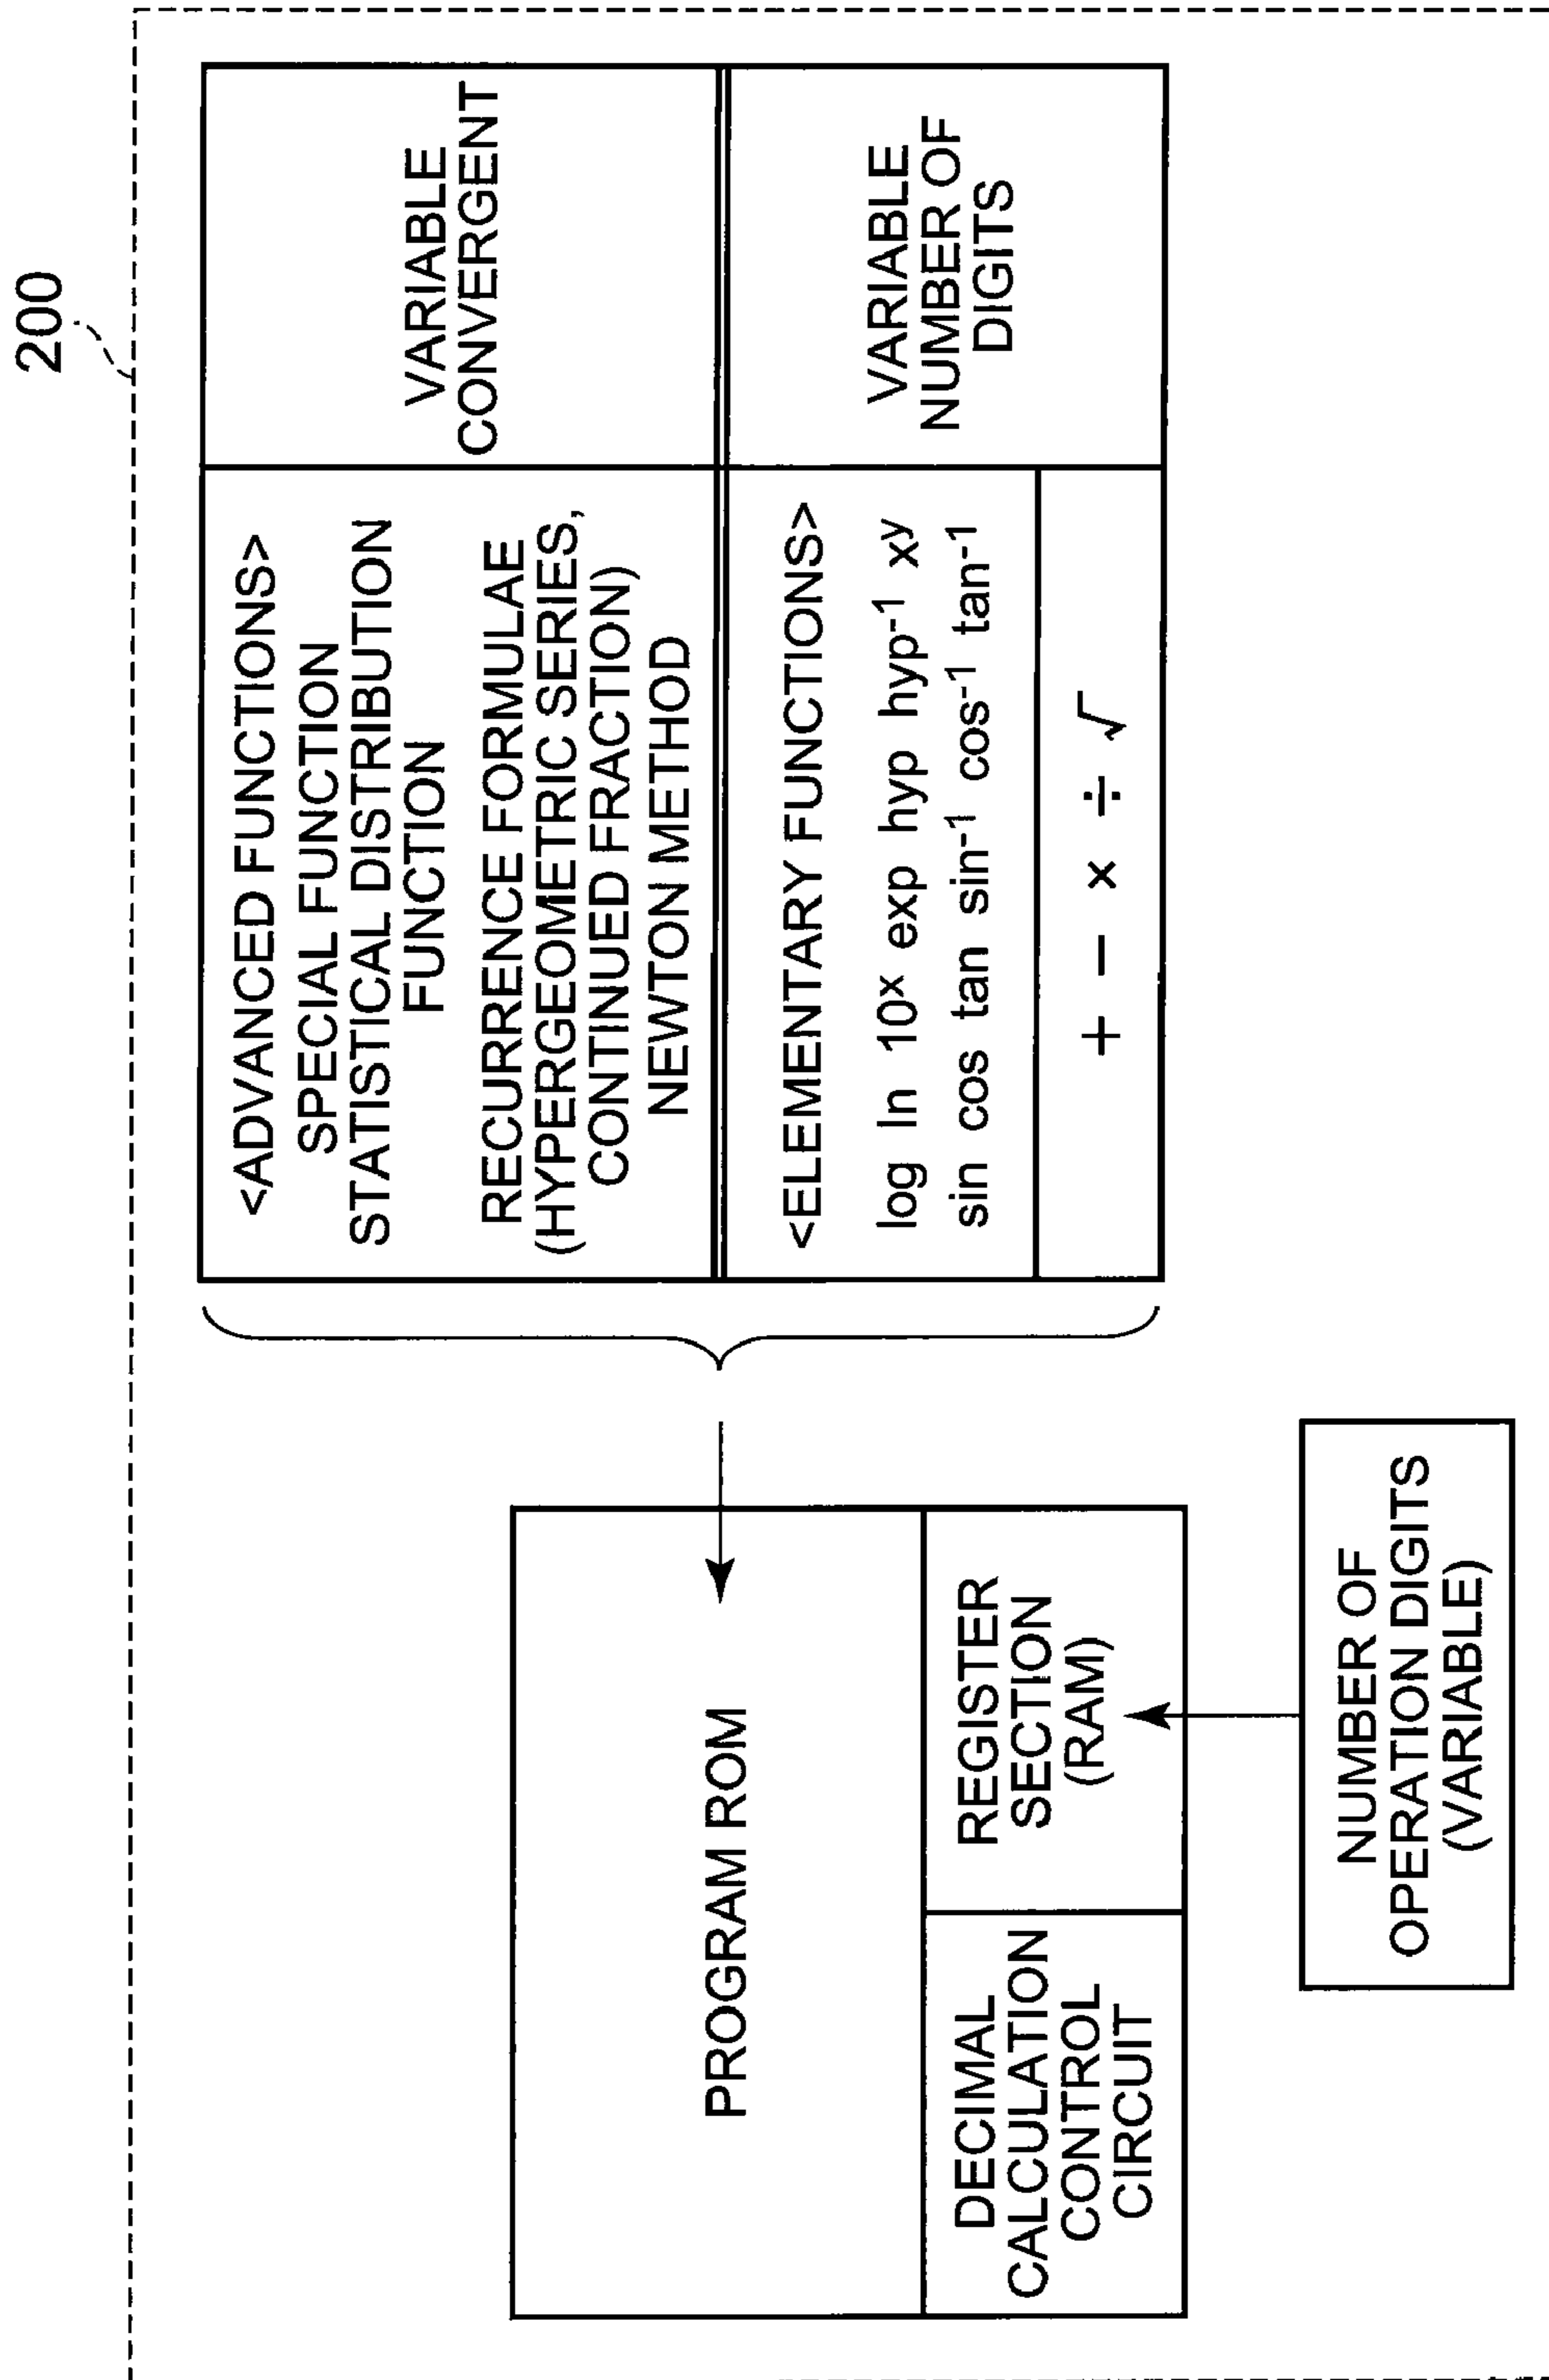 200
PROGRAM ROM
DECIMAL
CALCULATION
CONTROL
CIRCUIT
REGISTER
SECTION
(RAM)
NUMBER OF
OPERATION DIGITS
(VARIABLE)
<ADVANCED FUNCTIONS>
SPECIAL FUNCTION
STATISTICAL DISTRIBUTION
FUNCTION
RECURRENCE FORMULAE
(HYPERGEOMETRIC SERIES,
CONTINUED FRACTION)
NEWTON METHOD
VARIABLE
CONVERGENT
<ELEMENTARY FUNCTIONS>
log ln 10ˣ exp hyp hyp⁻¹ xʸ
sin cos tan sin⁻¹ cos⁻¹ tan⁻¹
+ − × ÷ √
VARIABLE
NUMBER OF
DIGITS